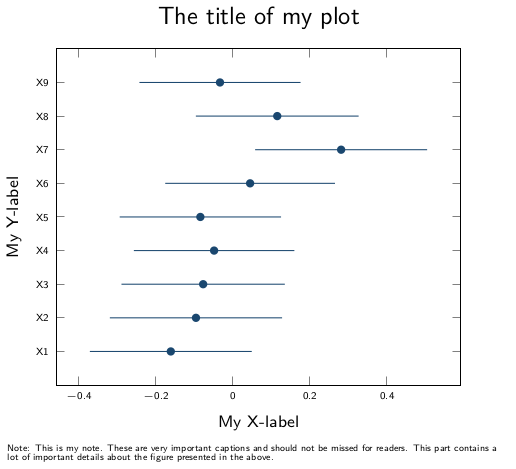 The title of my plot
My Y-label
X9
X8
X7
X6
X5
X4
X3
X2
X1
−0.4 −0.2 0 0.2 0.4
My X-label
Note: This is my note. These are very important captions and should not be missed for readers. This part contains a
lot of important details about the figure presented in the above.